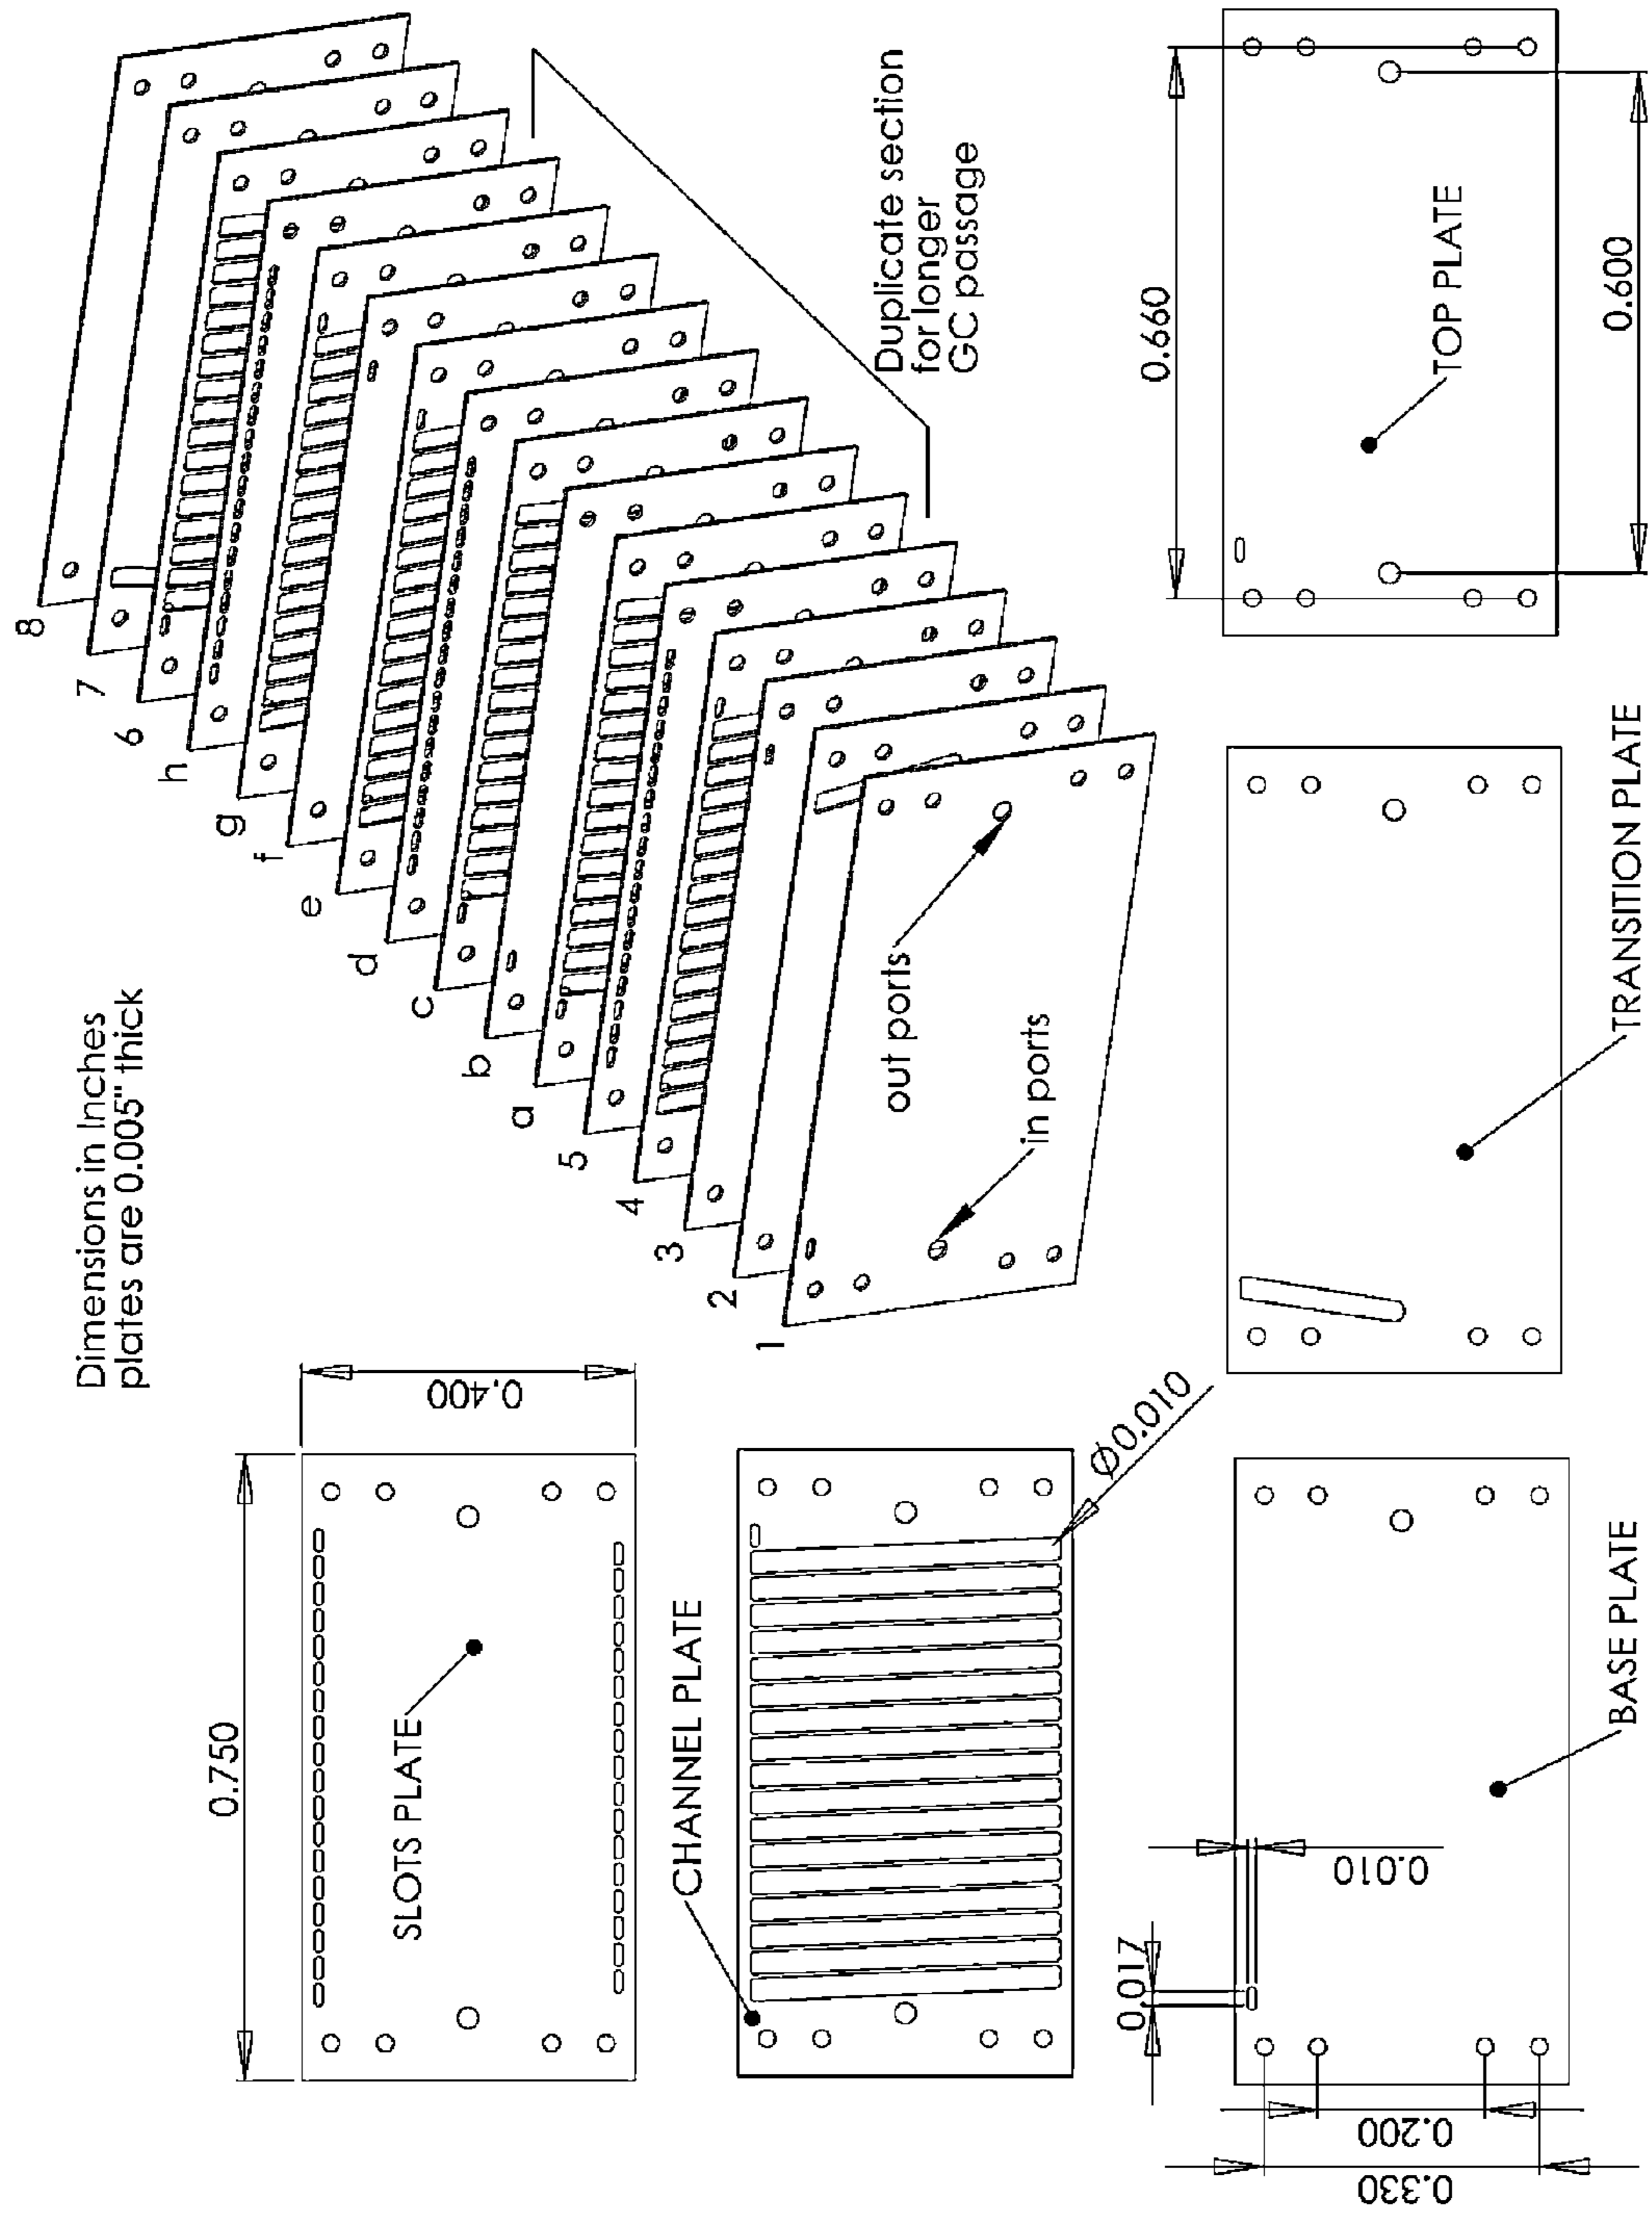 Dimensions in Inches
plates are 0.005" thick
0.750
0.400
SLOTS PLATE
CHANNEL PLATE
Ø0.010
0.017
0.010
0.200
0.330
BASE PLATE
TRANSITION PLATE
0.660
TOP PLATE
0.600
1
2
3
4
5
a
b
c
d
e
f
g
h
6
7
8
out ports
in ports
Duplicate section
for longer
GC passage